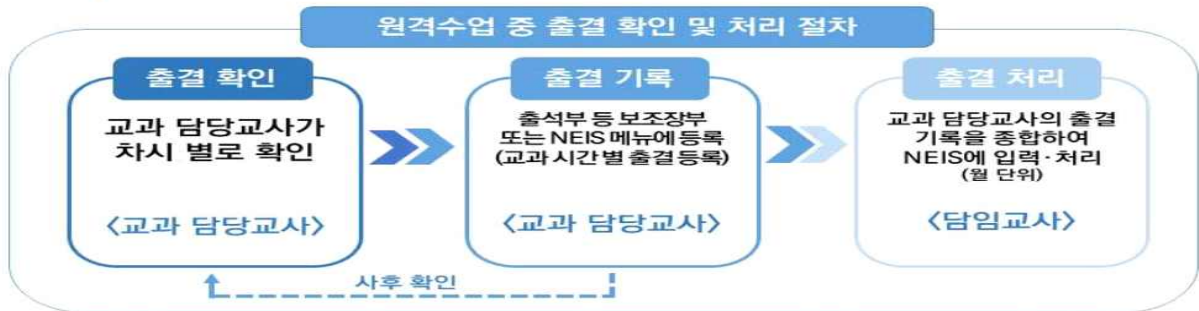 원격수업 중 출결 확인 및 처리 절차
출결 확인
교과 담당교사가
차시 별로 확인
<교과 담당교사>
출결 기록
출석부 등 보조장부
또는 NEIS 메뉴에 등록
(교과 시간별 출결 등록)
<교과 담당교사>
출결 처리
교과 담당교사의 출결
기록을 종합하여
NEIS에 입력·처리
(월 단위)
<담임교사>
사후 확인